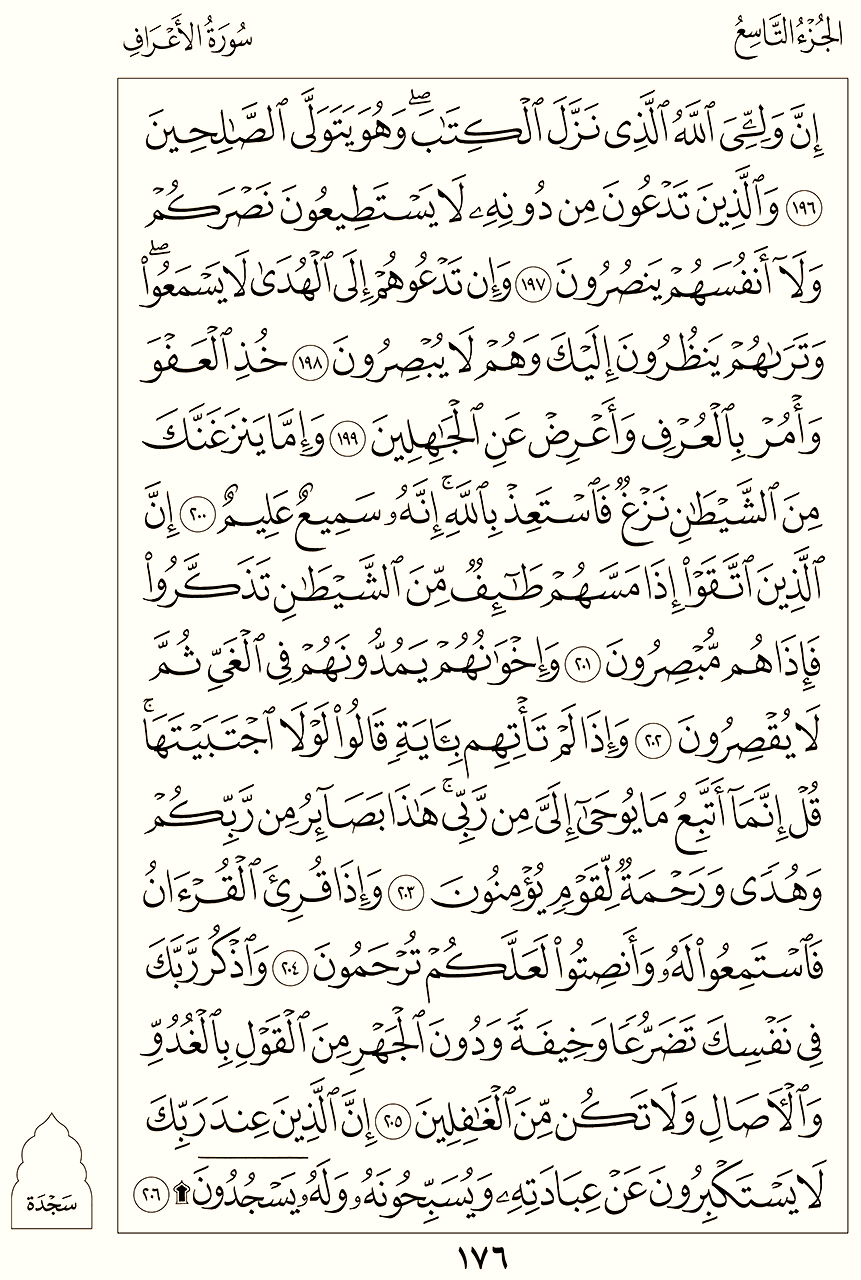 الجُزْءُ التَّاسِعُ
سُورَةُ الأَعْرَافِ
إِنَّ وَلِـِّۧيَ ٱللَّهُ ٱلَّذِى نَزَّلَ ٱلْكِتَـٰبَ ۖ وَهُوَ يَتَوَلَّى ٱلصَّـٰلِحِينَ
١٩٦ وَٱلَّذِينَ تَدْعُونَ مِن دُونِهِۦ لَا يَسْتَطِيعُونَ نَصْرَكُمْ
وَلَآ أَنفُسَهُمْ يَنصُرُونَ ١٩٧ وَإِن تَدْعُوهُمْ إِلَى ٱلْهُدَىٰ لَا يَسْمَعُوا۟ ۖ
وَتَرَىٰهُمْ يَنظُرُونَ إِلَيْكَ وَهُمْ لَا يُبْصِرُونَ ١٩٨ خُذِ ٱلْعَفْوَ
وَأْمُرْ بِٱلْعُرْفِ وَأَعْرِضْ عَنِ ٱلْجَـٰهِلِينَ ١٩٩ وَإِمَّا يَنزَغَنَّكَ
مِنَ ٱلشَّيْطَـٰنِ نَزْغٌ فَٱسْتَعِذْ بِٱللَّهِ ۚ إِنَّهُۥ سَمِيعٌ عَلِيمٌ ٢٠٠ إِنَّ
ٱلَّذِينَ ٱتَّقَوْا۟ إِذَا مَسَّهُمْ طَـٰٓئِفٌ مِّنَ ٱلشَّيْطَـٰنِ تَذَكَّرُوا۟
فَإِذَا هُم مُّبْصِرُونَ ٢٠١ وَإِخْوَٰنُهُمْ يَمُدُّونَهُمْ فِى ٱلْغَىِّ ثُمَّ
لَا يُقْصِرُونَ ٢٠٢ وَإِذَا لَمْ تَأْتِهِم بِـَٔايَةٍ قَالُوا۟ لَوْلَا ٱجْتَبَيْتَهَا ۚ
قُلْ إِنَّمَآ أَتَّبِعُ مَا يُوحَىٰٓ إِلَىَّ مِن رَّبِّى ۚ هَـٰذَا بَصَآئِرُ مِن رَّبِّكُمْ
وَهُدًى وَرَحْمَةٌ لِّقَوْمٍ يُؤْمِنُونَ ٢٠٣ وَإِذَا قُرِئَ ٱلْقُرْءَانُ
فَٱسْتَمِعُوا۟ لَهُۥ وَأَنصِتُوا۟ لَعَلَّكُمْ تُرْحَمُونَ ٢٠٤ وَٱذْكُر رَّبَّكَ
فِى نَفْسِكَ تَضَرُّعًا وَخِيفَةً وَدُونَ ٱلْجَهْرِ مِنَ ٱلْقَوْلِ بِٱلْغُدُوِّ
وَٱلْـَٔاصَالِ وَلَا تَكُن مِّنَ ٱلْغَـٰفِلِينَ ٢٠٥ إِنَّ ٱلَّذِينَ عِندَ رَبِّكَ
لَا يَسْتَكْبِرُونَ عَنْ عِبَادَتِهِۦ وَيُسَبِّحُونَهُۥ وَلَهُۥ يَسْجُدُونَ ۩ ٢٠٦
سَجْدَة
١٧٦